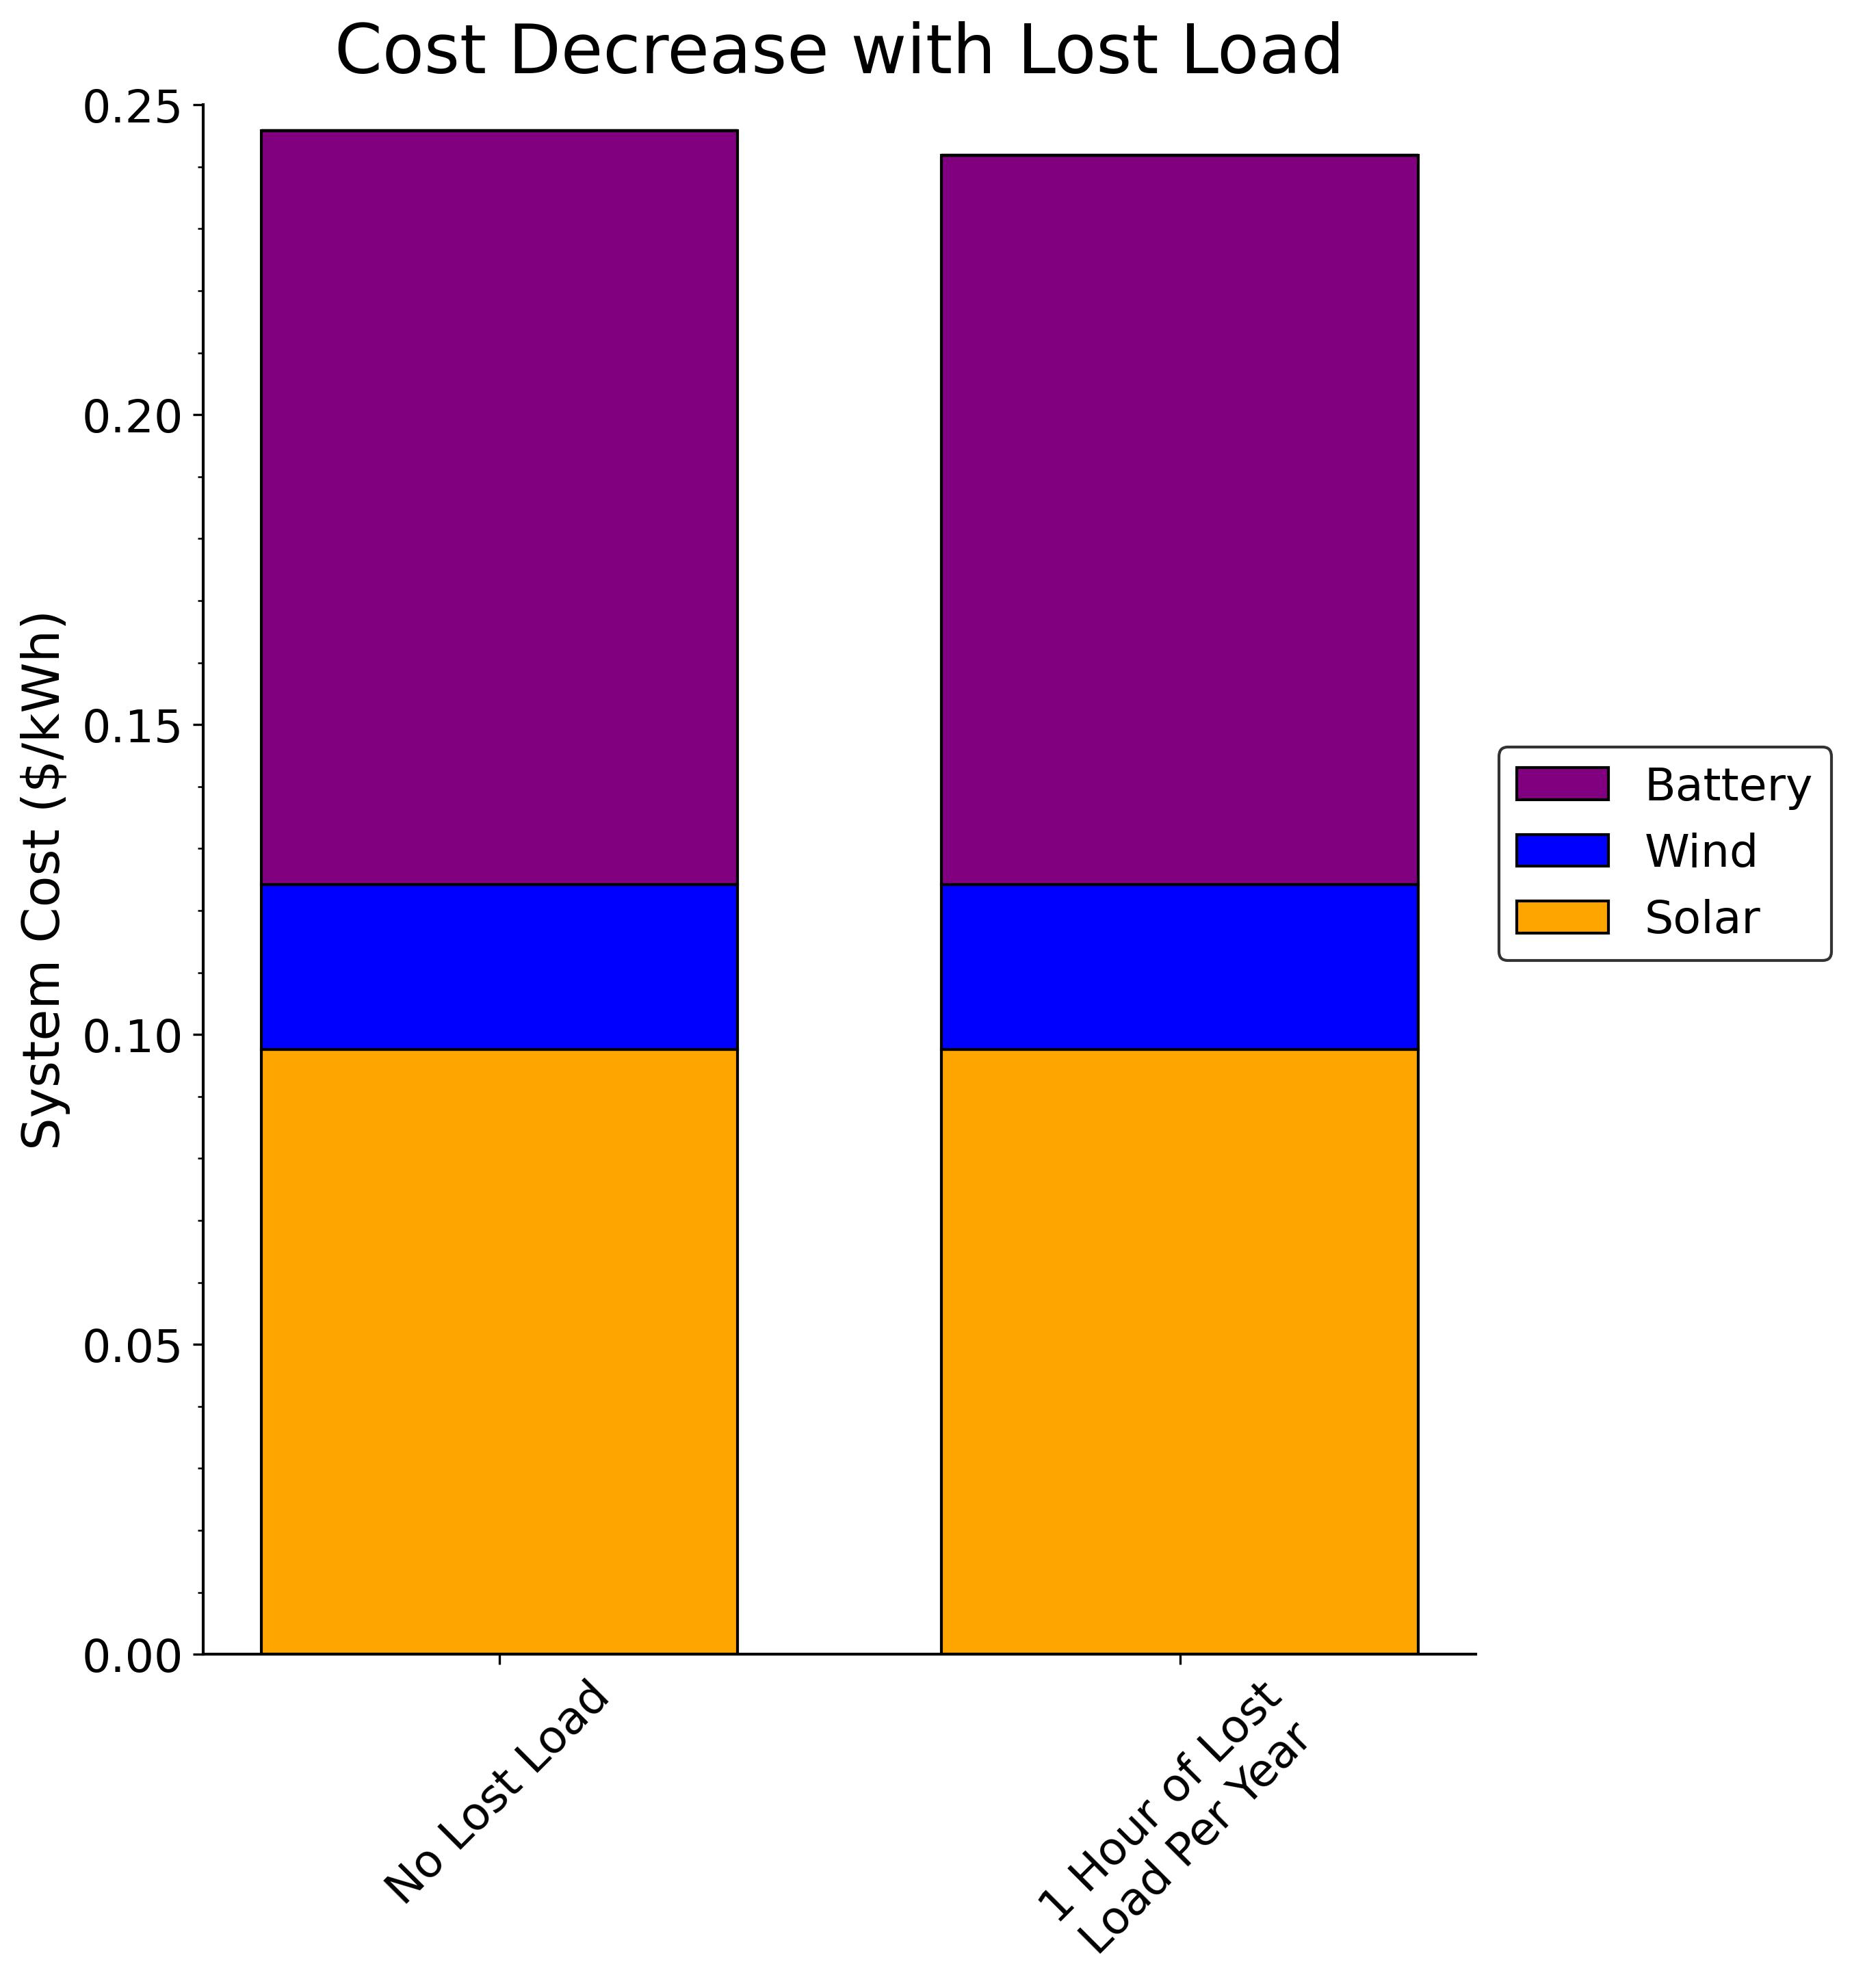 Cost Decrease with Lost Load
System Cost ($/kWh)
0.25
0.20
0.15
0.10
0.05
0.00
No Lost Load
1 Hour of Lost
Load Per Year
Battery
Wind
Solar